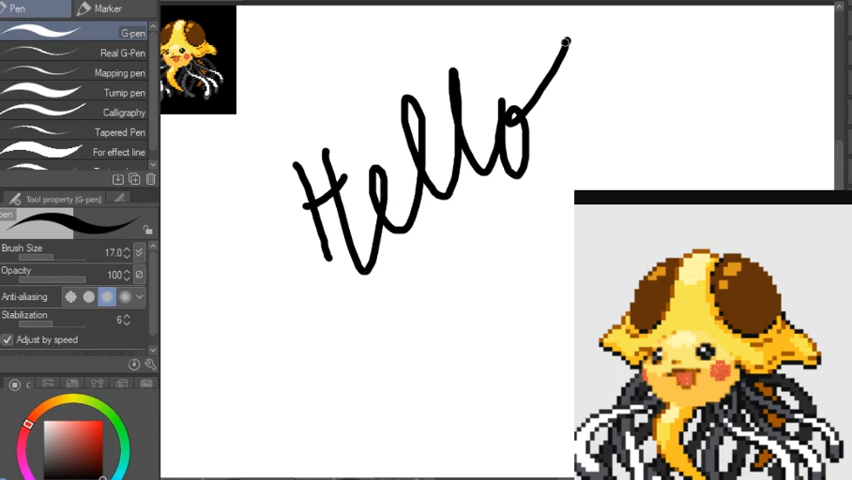 Pen
Marker
G-pen
Real G-Pen
Mapping pen
Turnip pen
Calligraphy
Tapered Pen
For effect line
Tool property [G-pen]
pen
Brush Size 17.0
Opacity 100
Anti-aliasing
Stabilization 6
Adjust by speed
Hello